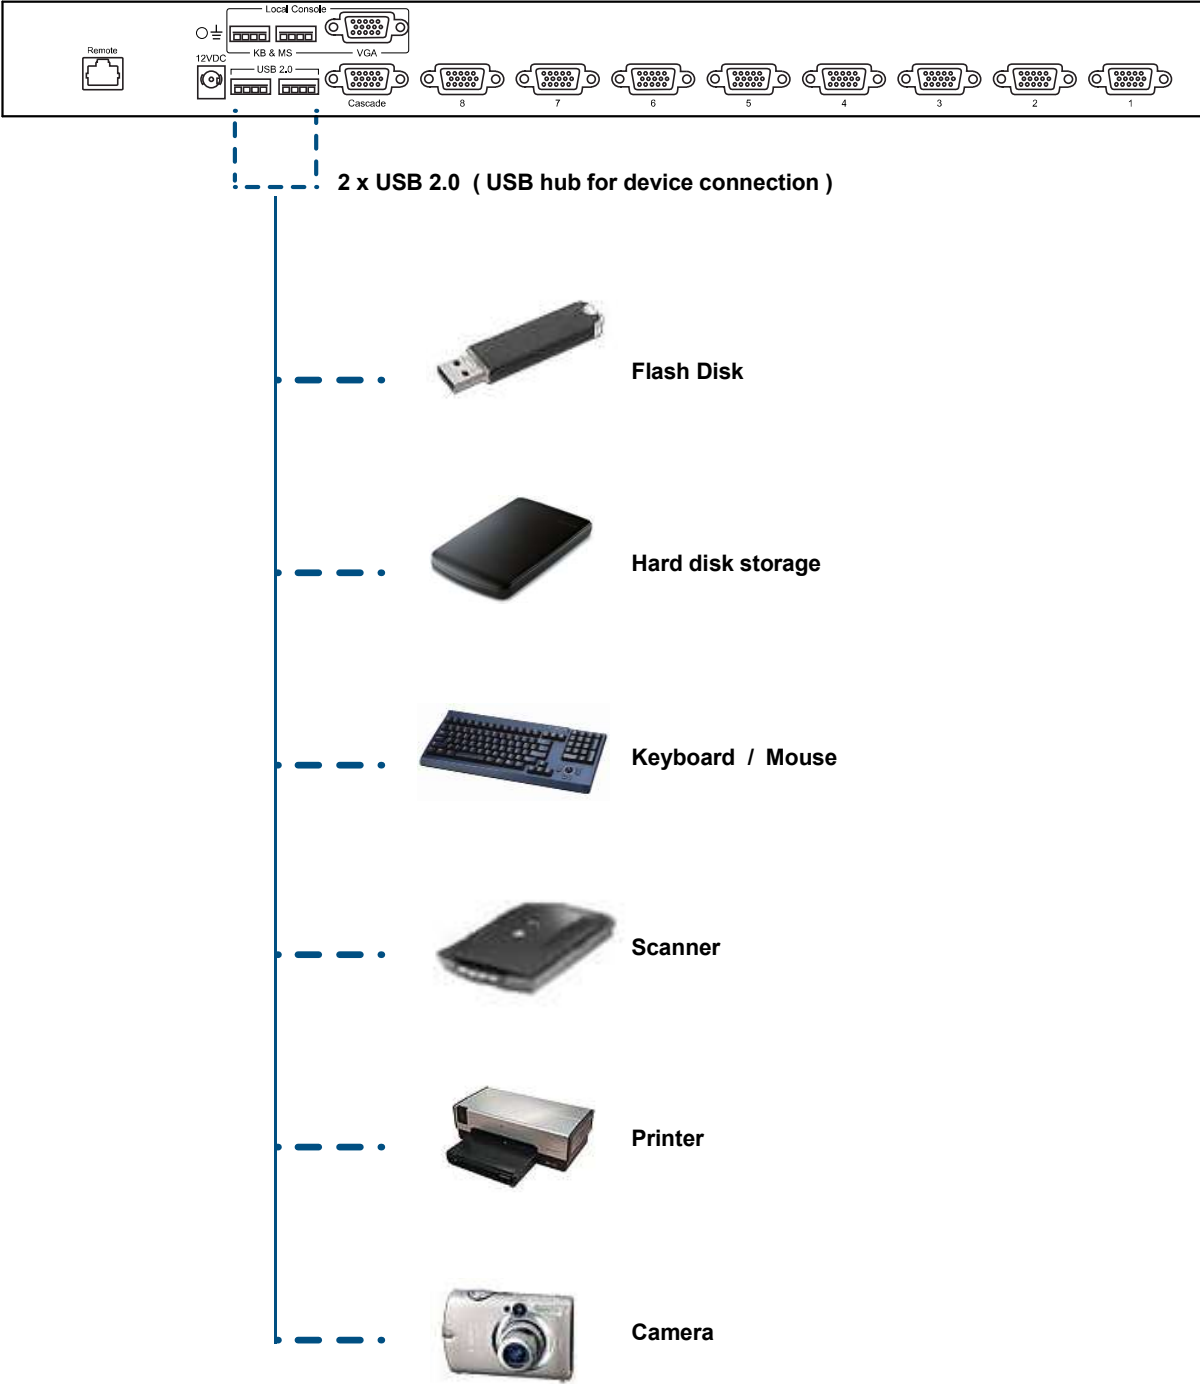 Local Console
Remote
KB & MS
VGA
12VDC
USB 2.0
Cascade
8
7
6
5
4
3
2
1
2 x USB 2.0 ( USB hub for device connection )
Flash Disk
Hard disk storage
Keyboard / Mouse
Scanner
Printer
Camera